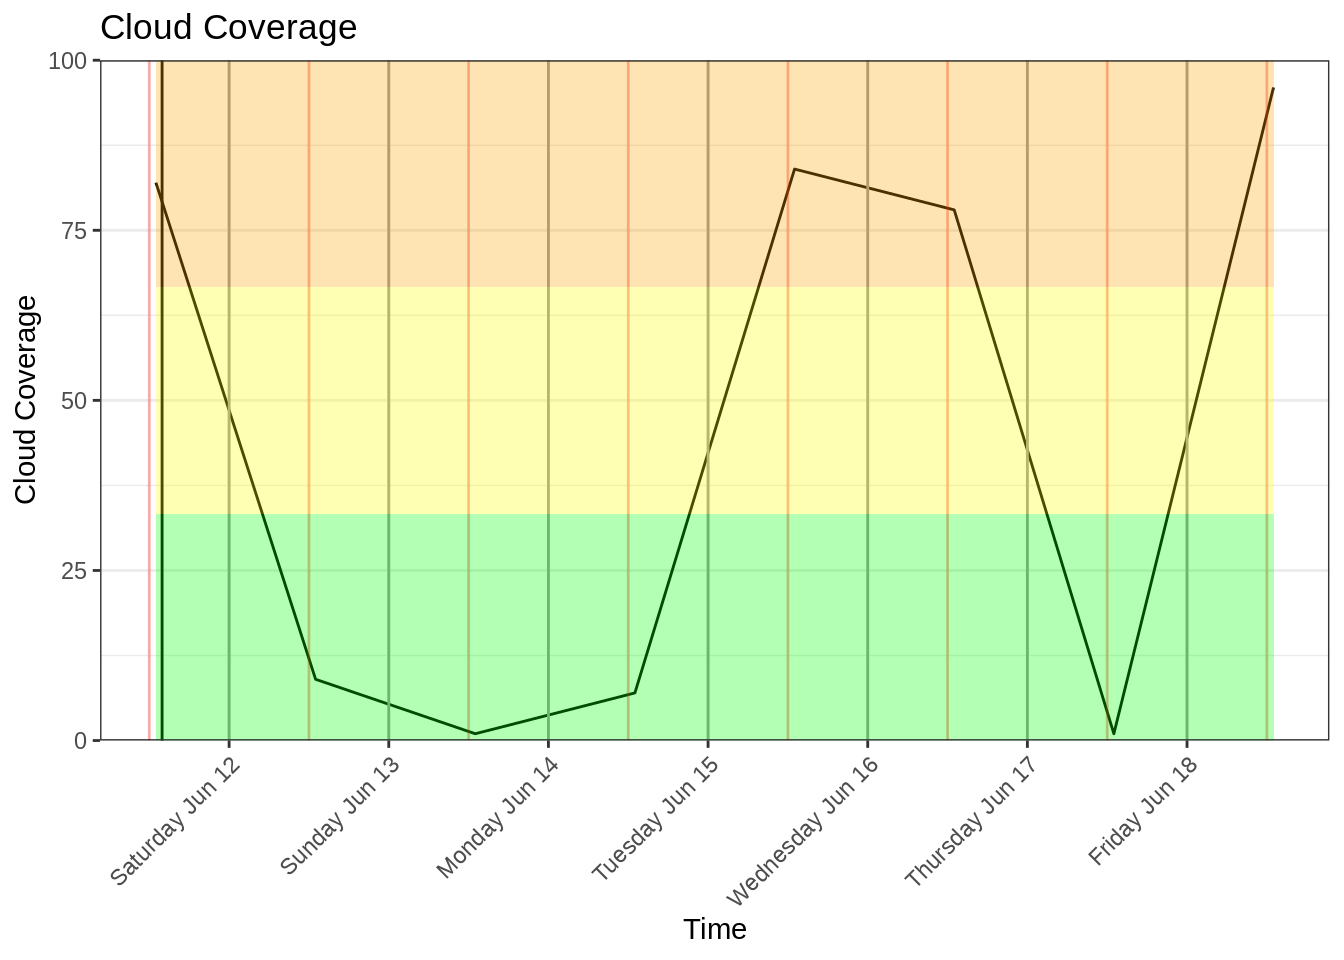 Cloud Coverage
100
75
50
25
0
Cloud Coverage
Saturday Jun 12
Sunday Jun 13
Monday Jun 14
Tuesday Jun 15
Wednesday Jun 16
Thursday Jun 17
Friday Jun 18
Time